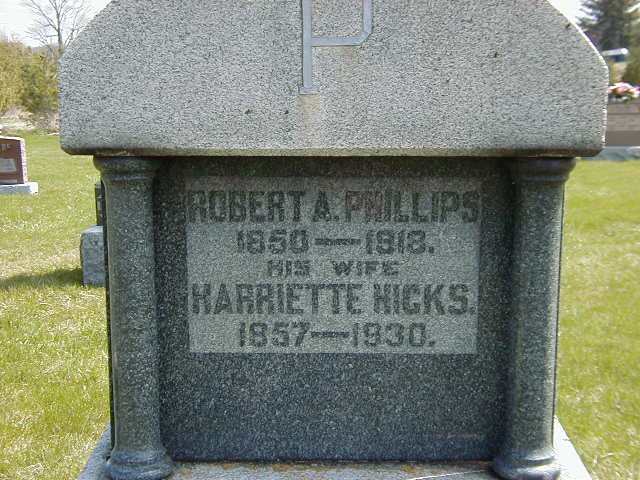 P
ROBERT A. PHILLIPS
1850—1918.
HIS WIFE
HARRIETTE HICKS.
1857—1930.